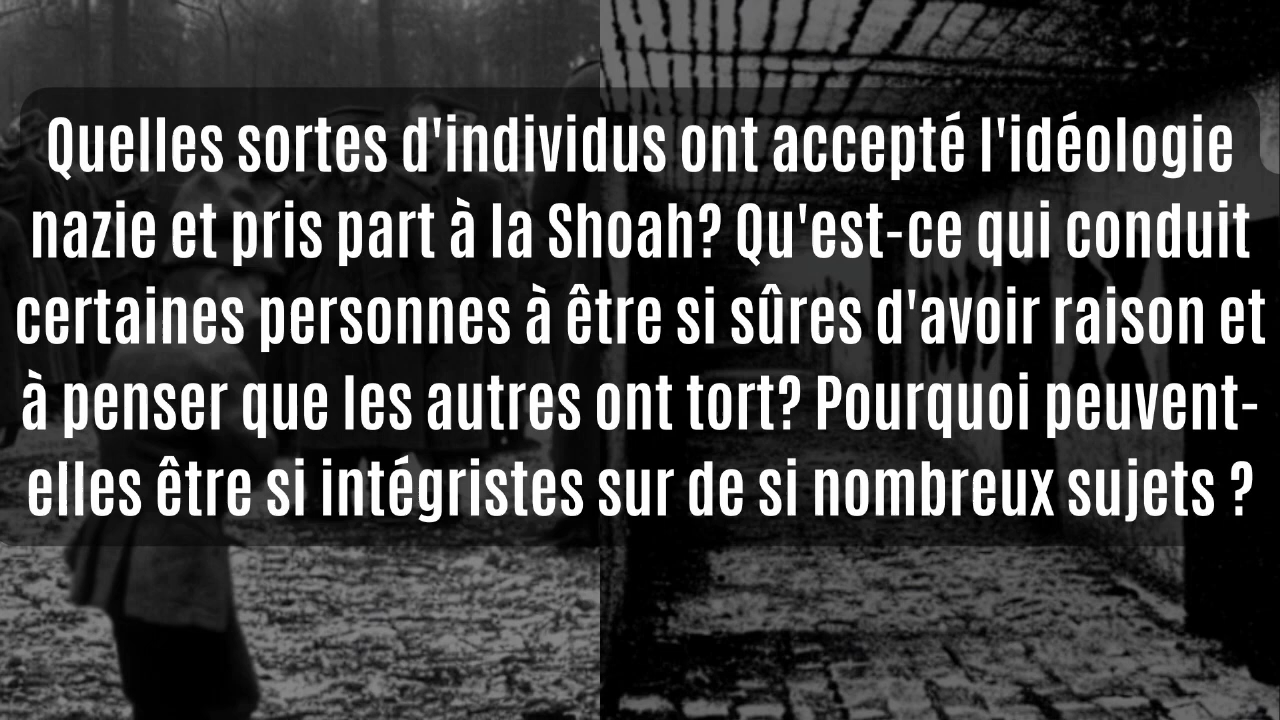 Quelles sortes d'individus ont accepté l'idéologie
nazie et pris part à la Shoah? Qu'est-ce qui conduit
certaines personnes à être si sûres d'avoir raison et
à penser que les autres ont tort? Pourquoi peuvent-
elles être si intégristes sur de si nombreux sujets ?